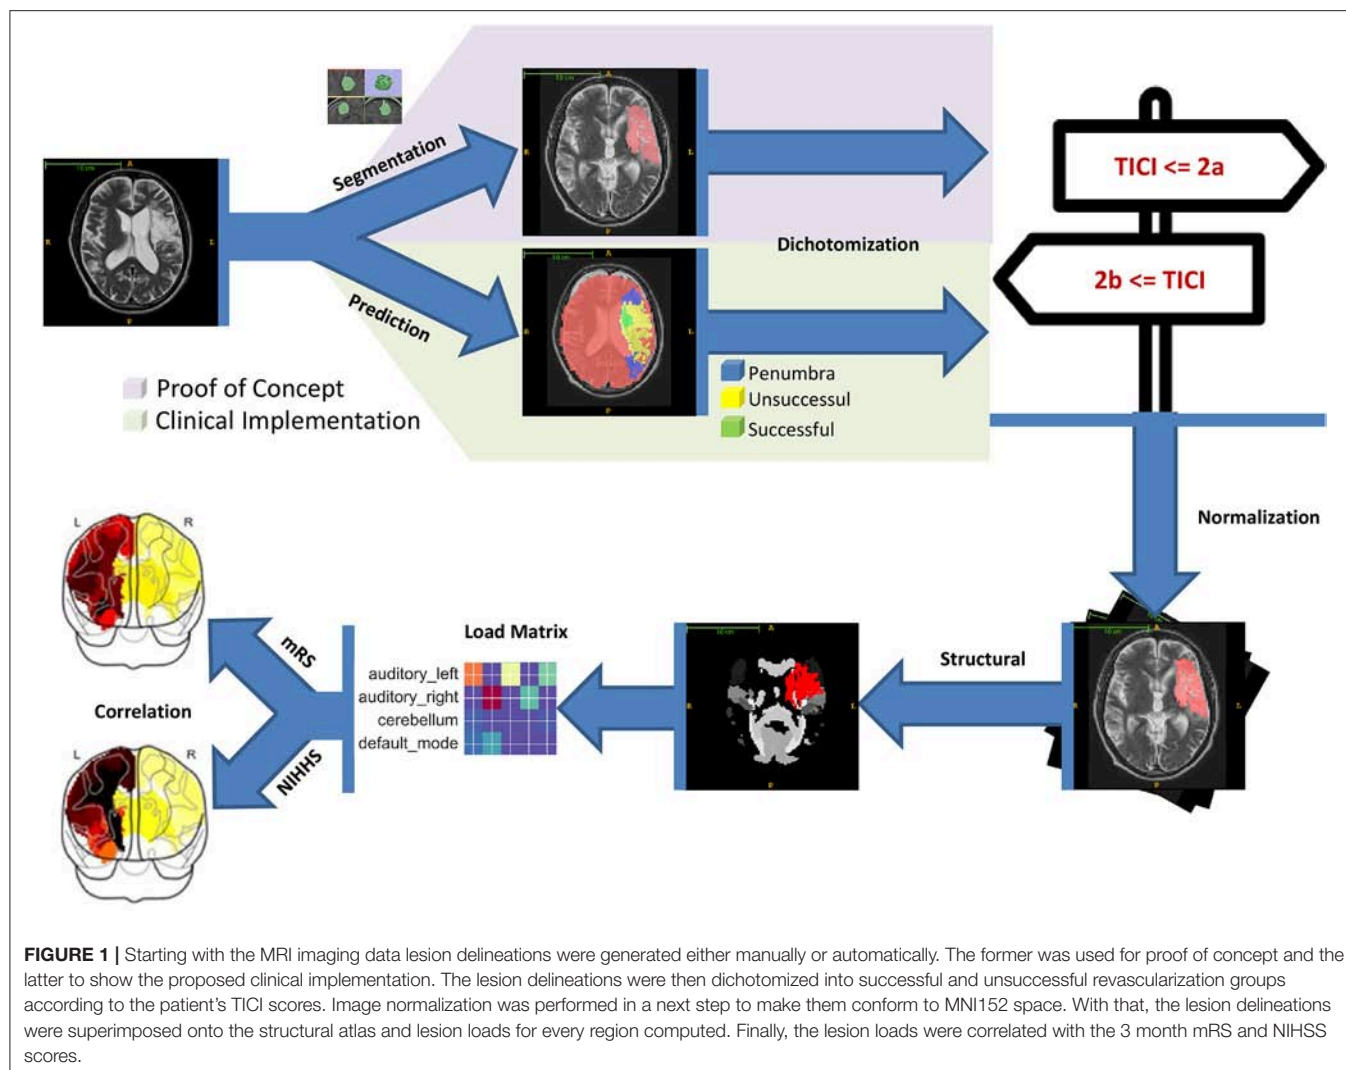 Segmentation
Prediction
Dichotomization
TICI <= 2a
2b <= TICI
Proof of Concept
Clinical Implementation
Penumbra
Unsuccessul
Successful
Normalization
L R
mRS
Correlation
L R
NIHHS
Load Matrix
auditory_left
auditory_right
cerebellum
default_mode
Structural
10 cm
A
R
L
P
FIGURE 1 | Starting with the MRI imaging data lesion delineations were generated either manually or automatically. The former was used for proof of concept and the
latter to show the proposed clinical implementation. The lesion delineations were then dichotomized into successful and unsuccessful revascularization groups
according to the patient's TICI scores. Image normalization was performed in a next step to make them conform to MNI152 space. With that, the lesion delineations
were superimposed onto the structural atlas and lesion loads for every region computed. Finally, the lesion loads were correlated with the 3 month mRS and NIHSS
scores.